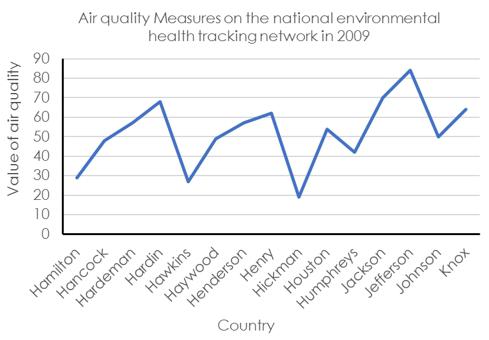 Air quality Measures on the national environmental
health tracking network in 2009
Value of air quality
90
80
70
60
50
40
30
20
10
0
Hamilton
Hancock
Hardeman
Hardin
Hawkins
Haywood
Henderson
Henry
Hickman
Houston
Humphreys
Jackson
Jefferson
Johnson
Knox
Country